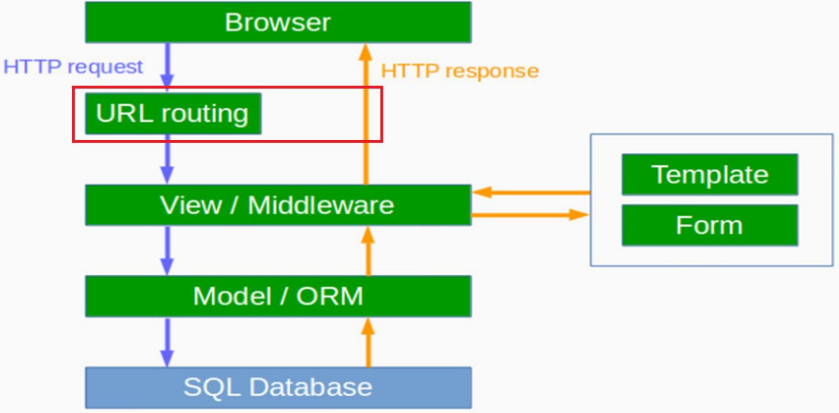 Browser
HTTP request
HTTP response
URL routing
View / Middleware
Template
Form
Model / ORM
SQL Database